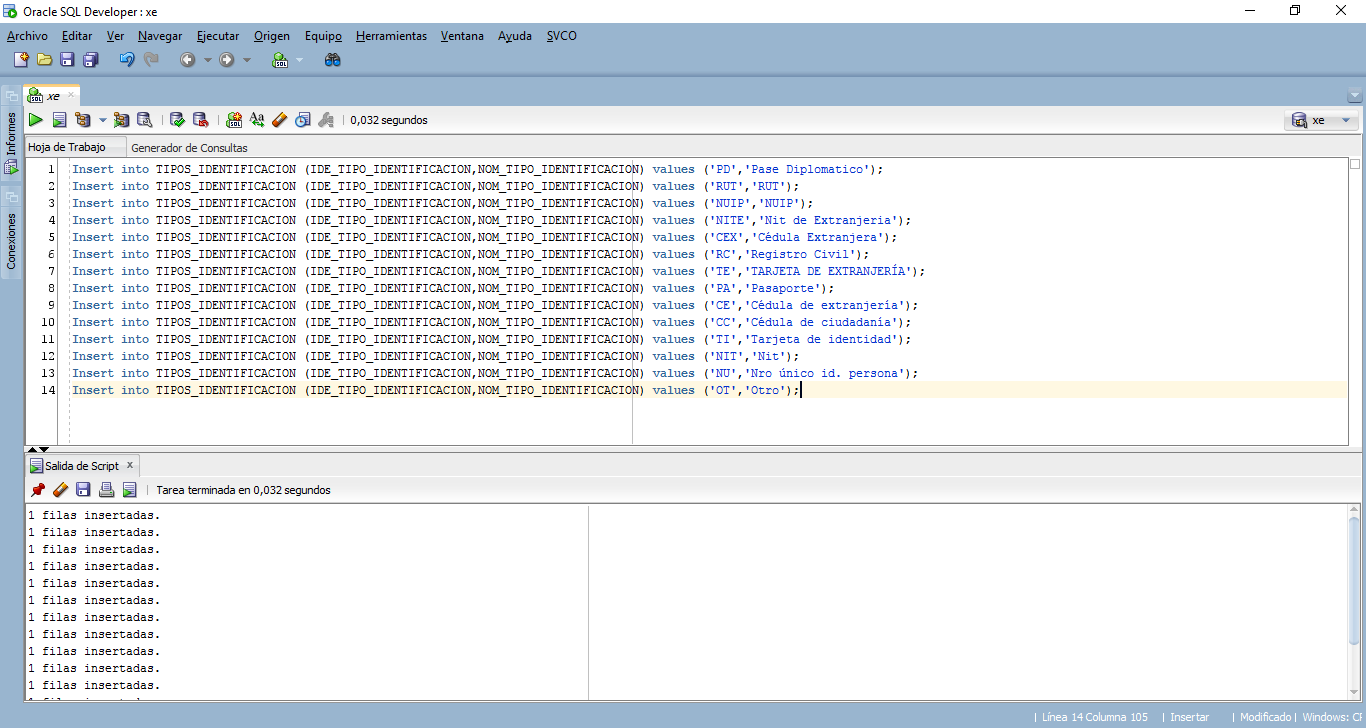 Oracle SQL Developer : xe
Archivo Editar Ver Navegar Ejecutar Origen Equipo Herramientas Ventana Ayuda SVCO
xe
0,032 segundos
xe
Informes
Conexiones
Hoja de Trabajo Generador de Consultas
1 Insert into TIPOS_IDENTIFICACION (IDE_TIPO_IDENTIFICACION,NOM_TIPO_IDENTIFICACION) values ('PD','Pase Diplomatico');
2 Insert into TIPOS_IDENTIFICACION (IDE_TIPO_IDENTIFICACION,NOM_TIPO_IDENTIFICACION) values ('RUT','RUT');
3 Insert into TIPOS_IDENTIFICACION (IDE_TIPO_IDENTIFICACION,NOM_TIPO_IDENTIFICACION) values ('NUIP','NUIP');
4 Insert into TIPOS_IDENTIFICACION (IDE_TIPO_IDENTIFICACION,NOM_TIPO_IDENTIFICACION) values ('NITE','Nit de Extranjeria');
5 Insert into TIPOS_IDENTIFICACION (IDE_TIPO_IDENTIFICACION,NOM_TIPO_IDENTIFICACION) values ('CEX','Cédula Extranjera');
6 Insert into TIPOS_IDENTIFICACION (IDE_TIPO_IDENTIFICACION,NOM_TIPO_IDENTIFICACION) values ('RC','Registro Civil');
7 Insert into TIPOS_IDENTIFICACION (IDE_TIPO_IDENTIFICACION,NOM_TIPO_IDENTIFICACION) values ('TE','TARJETA DE EXTRANJERÍA');
8 Insert into TIPOS_IDENTIFICACION (IDE_TIPO_IDENTIFICACION,NOM_TIPO_IDENTIFICACION) values ('PA','Pasaporte');
9 Insert into TIPOS_IDENTIFICACION (IDE_TIPO_IDENTIFICACION,NOM_TIPO_IDENTIFICACION) values ('CE','Cédula de extranjería');
10 Insert into TIPOS_IDENTIFICACION (IDE_TIPO_IDENTIFICACION,NOM_TIPO_IDENTIFICACION) values ('CC','Cédula de ciudadanía');
11 Insert into TIPOS_IDENTIFICACION (IDE_TIPO_IDENTIFICACION,NOM_TIPO_IDENTIFICACION) values ('TI','Tarjeta de identidad');
12 Insert into TIPOS_IDENTIFICACION (IDE_TIPO_IDENTIFICACION,NOM_TIPO_IDENTIFICACION) values ('NIT','Nit');
13 Insert into TIPOS_IDENTIFICACION (IDE_TIPO_IDENTIFICACION,NOM_TIPO_IDENTIFICACION) values ('NU','Nro único id. persona');
14 Insert into TIPOS_IDENTIFICACION (IDE_TIPO_IDENTIFICACION,NOM_TIPO_IDENTIFICACION) values ('OT','Otro');
Salida de Script x
Tarea terminada en 0,032 segundos
1 filas insertadas.
1 filas insertadas.
1 filas insertadas.
1 filas insertadas.
1 filas insertadas.
1 filas insertadas.
1 filas insertadas.
1 filas insertadas.
1 filas insertadas.
1 filas insertadas.
1 filas insertadas.
| Línea 14 Columna 105 | Insertar | Modificado | Windows: